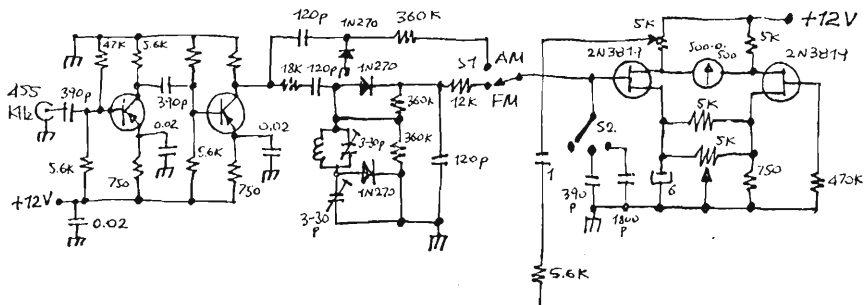 455
KHz
390p
47K
5.6K
390p
0.02
5.6K
750
+12V
0.02
5.6K
0.02
750
120p
1N270
360K
18K
120p
1N270
360K
3-30p
360K
1N270
3-30
p
120p
12K
S1
AM
FM
1
5.6K
S2
390
p
1800
p
5K
2N3819
500-0-
500
5K
+12V
2N3819
5K
5K
6
750
470K